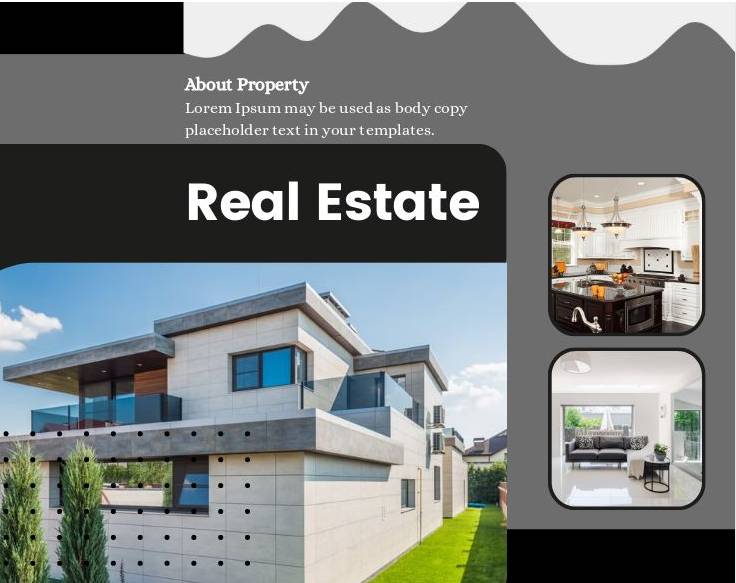 About Property
Lorem Ipsum may be used as body copy
placeholder text in your templates.
Real Estate